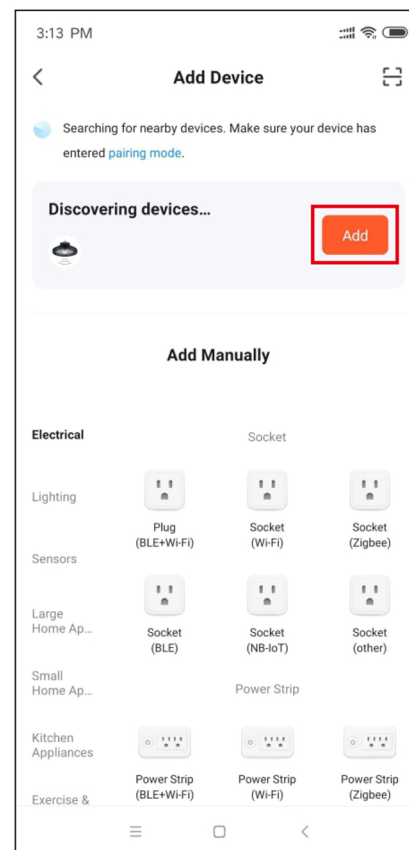 3:13 PM
Add Device
Searching for nearby devices. Make sure your device has
entered pairing mode.
Discovering devices...
Add
Add Manually
Electrical
Socket
Lighting
Plug
(BLE+Wi-Fi)
Socket
(Wi-Fi)
Socket
(Zigbee)
Sensors
Large
Home Ap...
Socket
(BLE)
Socket
(NB-IoT)
Socket
(other)
Small
Home Ap...
Power Strip
Kitchen
Appliances
Power Strip
(BLE+Wi-Fi)
Power Strip
(Wi-Fi)
Power Strip
(Zigbee)
Exercise &